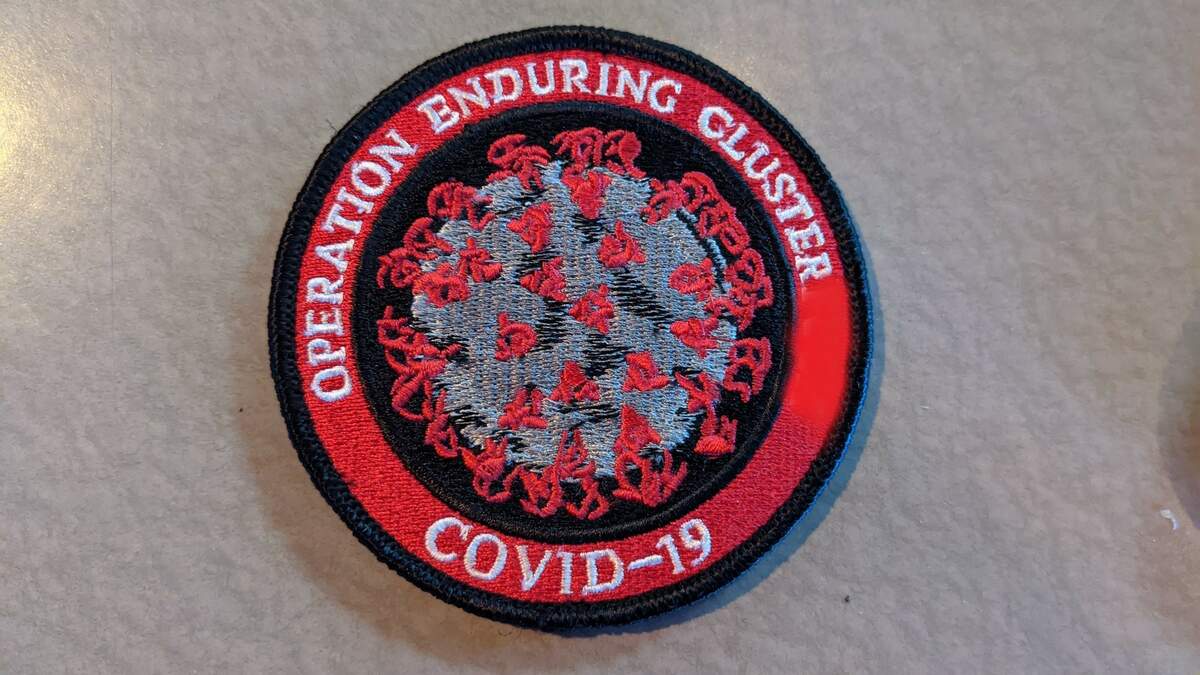 OPERATION ENDURING CLUSTER
COVID-19